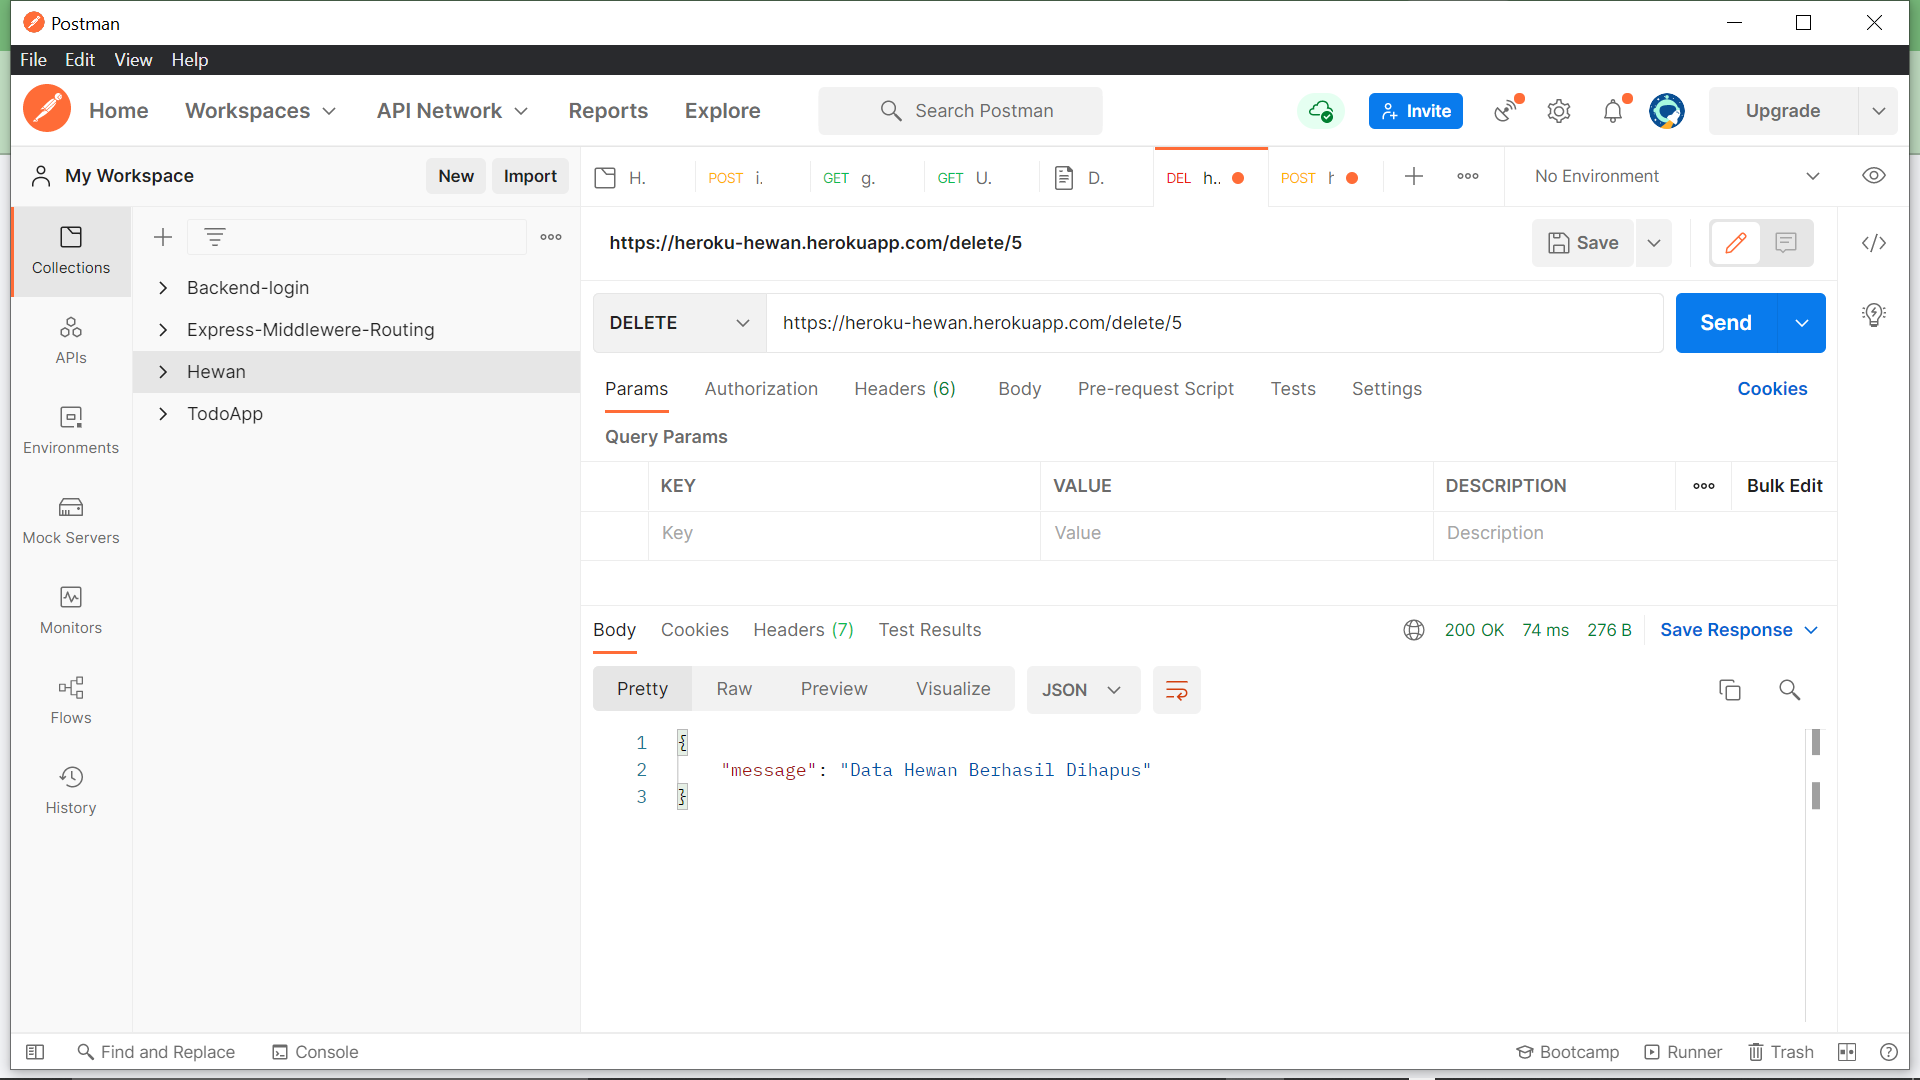 Postman
File Edit View Help
Home Workspaces API Network Reports Explore Search Postman Invite Upgrade
My Workspace New Import
H. POST i. GET g. GET U. D. DEL h.. POST No Environment
Collections
APIs
Environments
Mock Servers
Monitors
Flows
History
Backend-login
Express-Middlewere-Routing
Hewan
TodoApp
https://heroku-hewan.herokuapp.com/delete/5 Save
DELETE https://heroku-hewan.herokuapp.com/delete/5 Send
Params Authorization Headers (6) Body Pre-request Script Tests Settings Cookies
Query Params
KEY VALUE DESCRIPTION Bulk Edit
Key Value Description
Body Cookies Headers (7) Test Results 200 OK 74 ms 276 B Save Response
Pretty Raw Preview Visualize JSON
1 {
2 "message": "Data Hewan Berhasil Dihapus"
3 }
Find and Replace Console Bootcamp Runner Trash